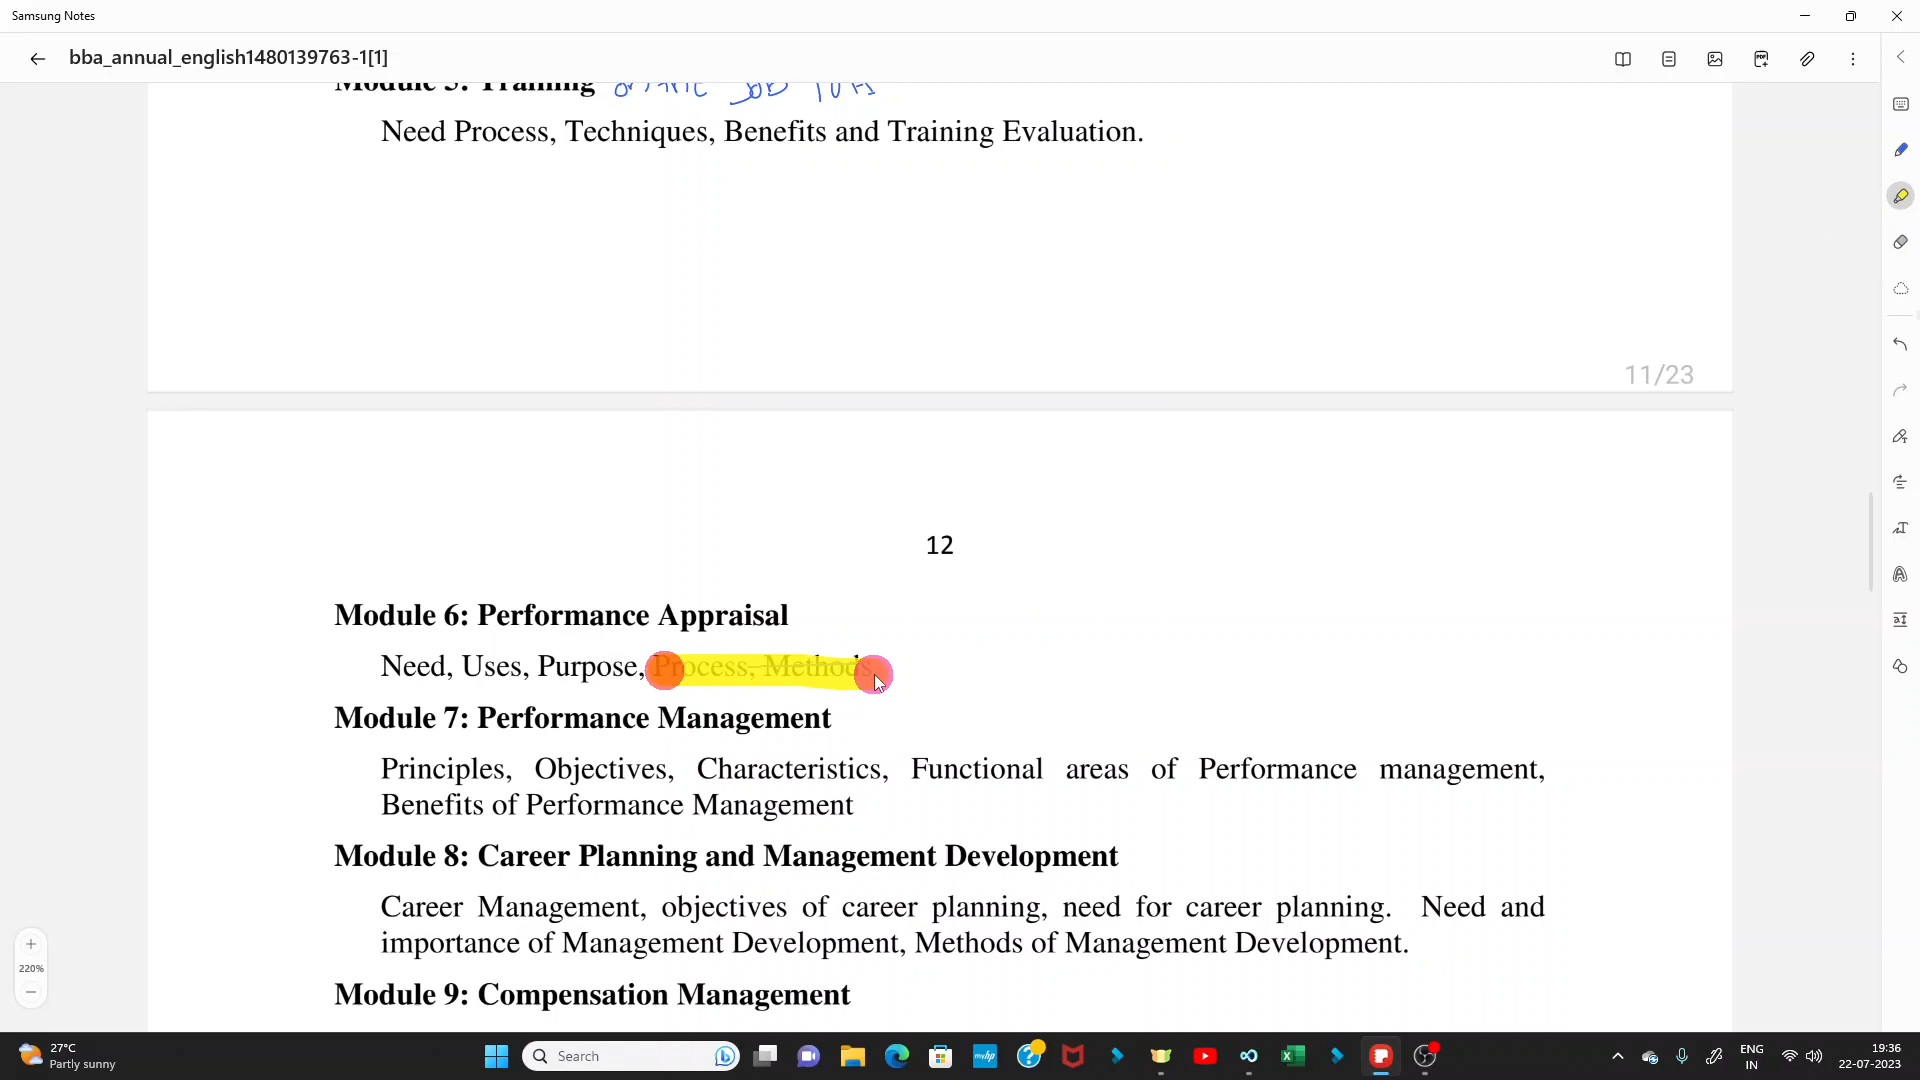 Samsung Notes
bba_annual_english1480139763-1[1]
Module 5: Training
Need Process, Techniques, Benefits and Training Evaluation.
11/23
12
Module 6: Performance Appraisal
Need, Uses, Purpose, Process, Methods
Module 7: Performance Management
Principles, Objectives, Characteristics, Functional areas of Performance management,
Benefits of Performance Management
Module 8: Career Planning and Management Development
Career Management, objectives of career planning, need for career planning. Need and
importance of Management Development, Methods of Management Development.
Module 9: Compensation Management
220%
27°C
Partly sunny
Search
ENG
IN
19:36
22-07-2023